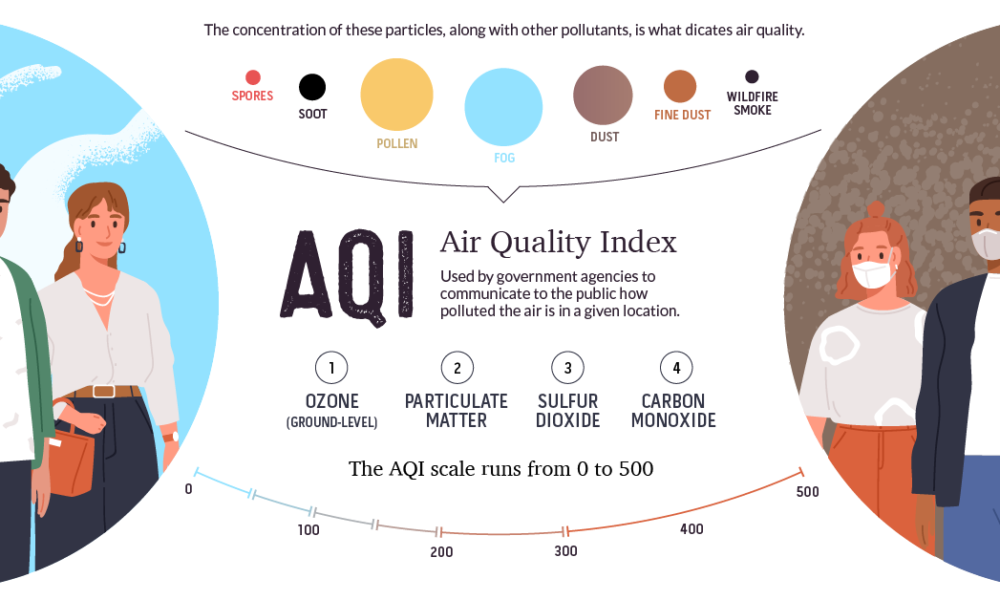 The concentration of these particles, along with other pollutants, is what dicates air quality.
SPORES
SOOT
POLLEN
FOG
DUST
FINE DUST
WILDFIRE
SMOKE
AQI
Air Quality Index
Used by government agencies to
communicate to the public how
polluted the air is in a given location.
1
OZONE
(GROUND-LEVEL)
2
PARTICULATE
MATTER
3
SULFUR
DIOXIDE
4
CARBON
MONOXIDE
The AQI scale runs from 0 to 500
0
100
200
300
400
500